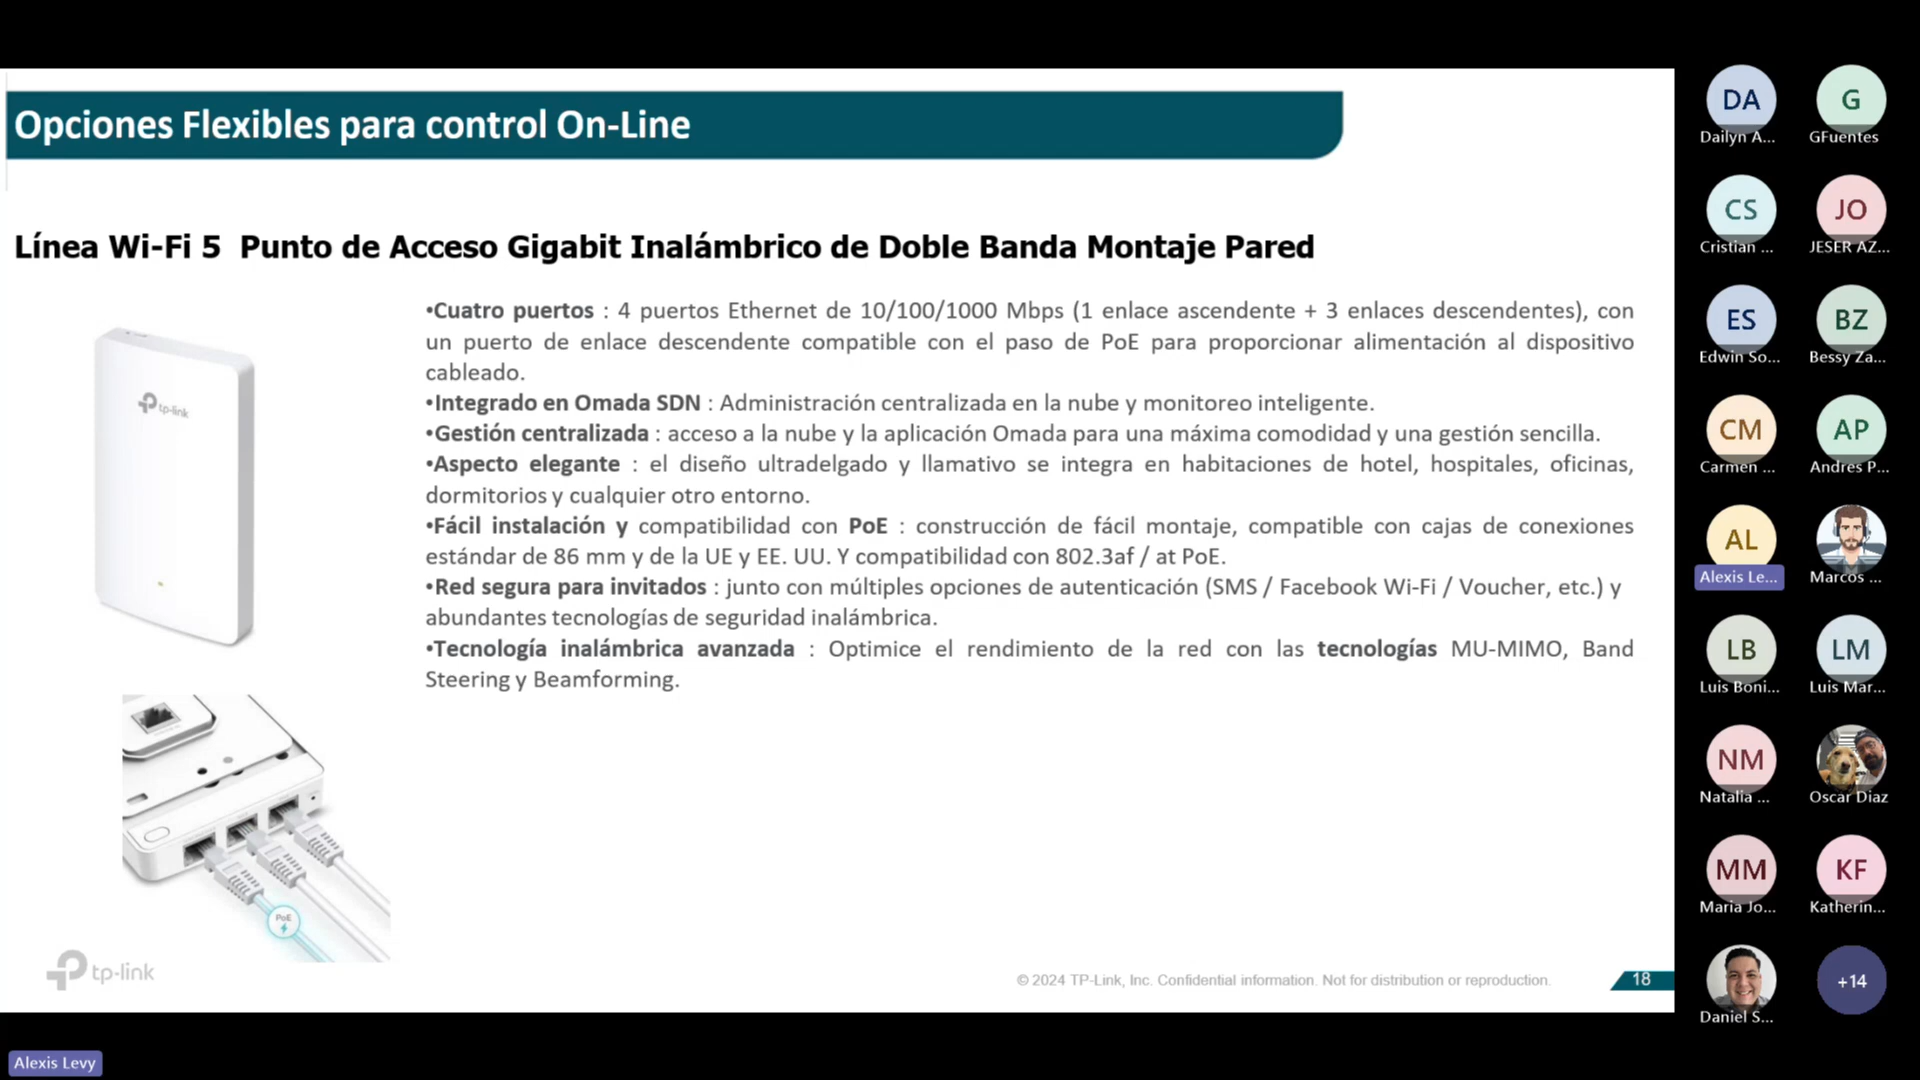 Opciones Flexibles para control On-Line
Línea Wi-Fi 5 Punto de Acceso Gigabit Inalámbrico de Doble Banda Montaje Pared
tp-link
•Cuatro puertos : 4 puertos Ethernet de 10/100/1000 Mbps (1 enlace ascendente + 3 enlaces descendentes), con
un puerto de enlace descendente compatible con el paso de PoE para proporcionar alimentación al dispositivo
cableado.
•Integrado en Omada SDN : Administración centralizada en la nube y monitoreo inteligente.
•Gestión centralizada : acceso a la nube y la aplicación Omada para una máxima comodidad y una gestión sencilla.
•Aspecto elegante : el diseño ultradelgado y llamativo se integra en habitaciones de hotel, hospitales, oficinas,
dormitorios y cualquier otro entorno.
•Fácil instalación y compatibilidad con PoE : construcción de fácil montaje, compatible con cajas de conexiones
estándar de 86 mm y de la UE y EE. UU. Y compatibilidad con 802.3af / at PoE.
•Red segura para invitados : junto con múltiples opciones de autenticación (SMS / Facebook Wi-Fi / Voucher, etc.) y
abundantes tecnologías de seguridad inalámbrica.
•Tecnología inalámbrica avanzada : Optimice el rendimiento de la red con las tecnologías MU-MIMO, Band
Steering y Beamforming.
PoE
tp-link
© 2024 TP-Link, Inc. Confidential information. Not for distribution or reproduction.
18
DA
Dailyn A...
G
GFuentes
CS
Cristian ...
JO
JESER AZ...
ES
Edwin So...
BZ
Bessy Za...
CM
Carmen ...
AP
Andres P...
AL
Alexis Le...
Marcos ...
LB
Luis Boni...
LM
Luis Mar...
NM
Natalia ...
Oscar Diaz
MM
Maria Jo...
KF
Katherin...
Daniel S...
+14
Alexis Levy